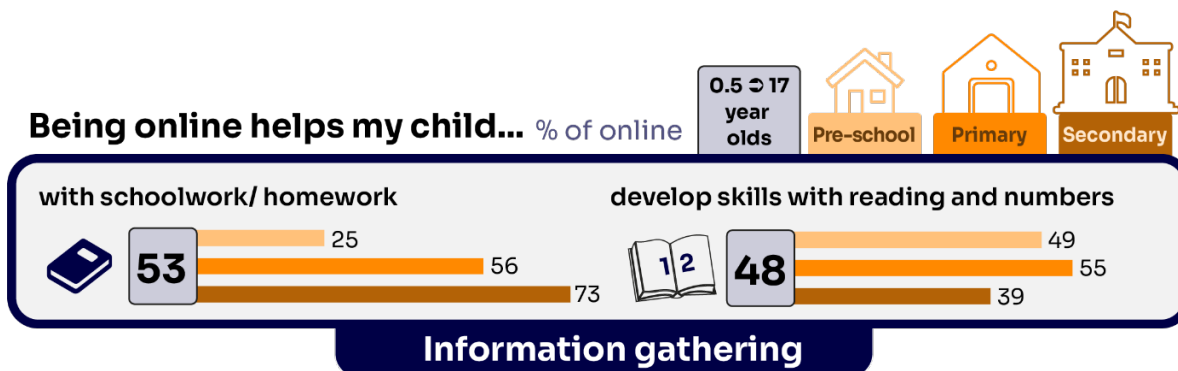 Being online helps my child... % of online
0.5 ➲ 17
year
olds
Pre-school
Primary
Secondary
with schoolwork/ homework
53
25
56
73
develop skills with reading and numbers
1 2
48
49
55
39
Information gathering